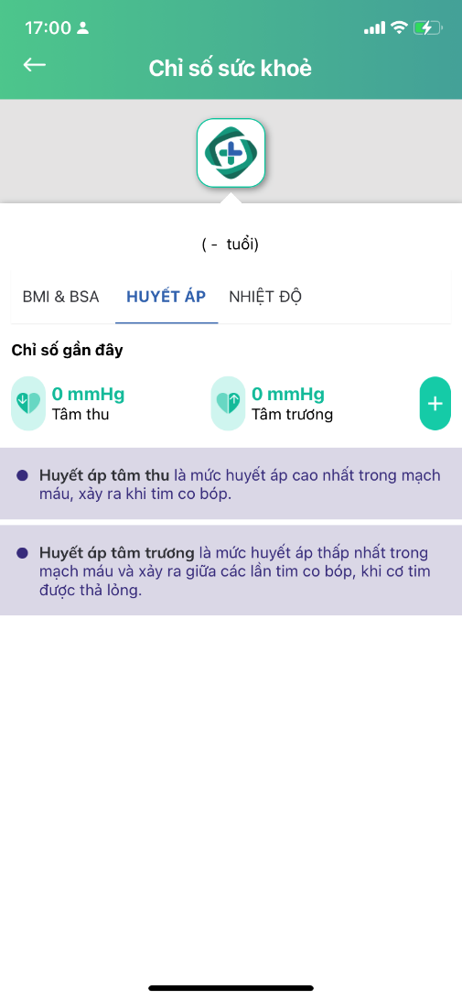 17:00
Chỉ số sức khoẻ
( - tuổi)
BMI & BSA HUYẾT ÁP NHIỆT ĐỘ
Chỉ số gần đây
0 mmHg
Tâm thu
0 mmHg
Tâm trương
Huyết áp tâm thu là mức huyết áp cao nhất trong mạch
máu, xảy ra khi tim co bóp.
Huyết áp tâm trương là mức huyết áp thấp nhất trong
mạch máu và xảy ra giữa các lần tim co bóp, khi cơ tim
được thả lỏng.